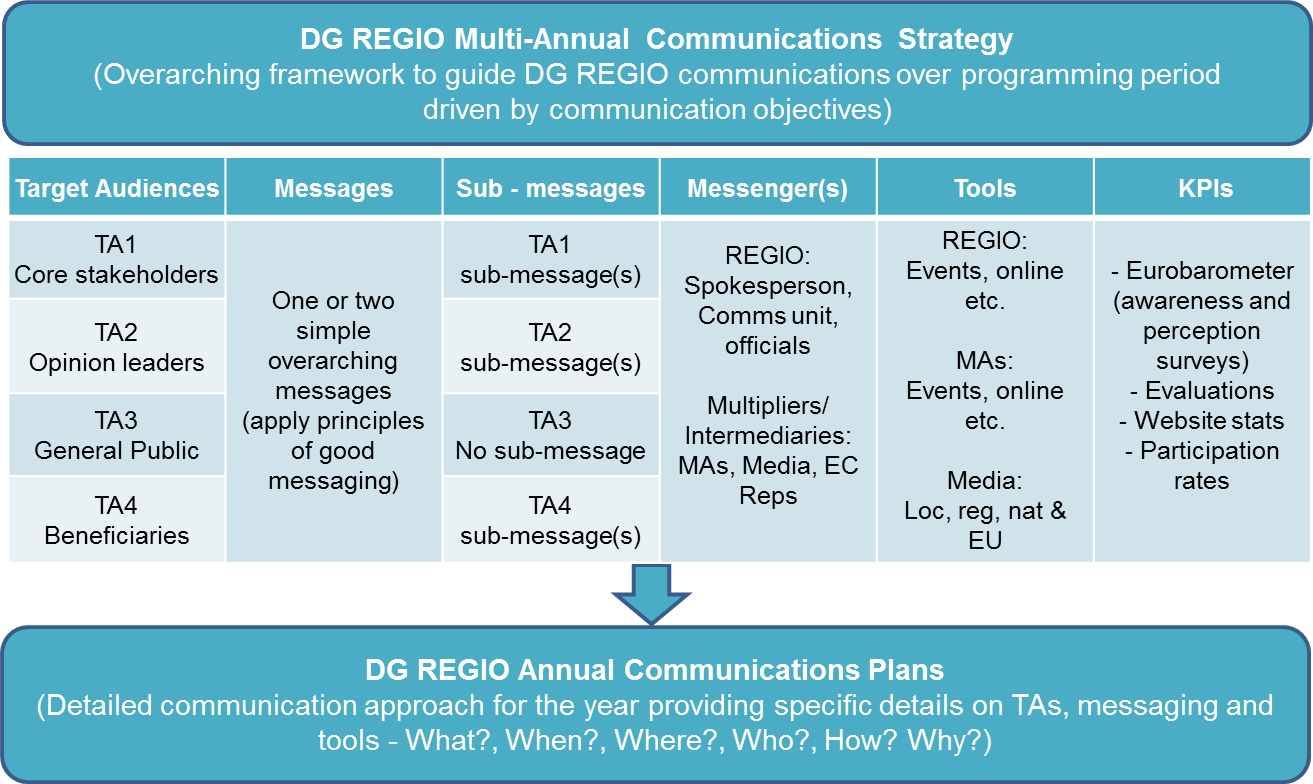 DG REGIO Multi-Annual Communications Strategy
(Overarching framework to guide DG REGIO communications over programming period
driven by communication objectives)
Target Audiences
Messages
Sub - messages
Messenger(s)
Tools
KPIs
TA1
Core stakeholders
TA2
Opinion leaders
TA3
General Public
TA4
Beneficiaries
One or two
simple
overarching
messages
(apply principles
of good
messaging)
TA1
sub-message(s)
TA2
sub-message(s)
TA3
No sub-message
TA4
sub-message(s)
REGIO:
Spokesperson,
Comms unit,
officials
Multipliers/
Intermediaries:
MAs, Media, EC
Reps
REGIO:
Events, online
etc.
MAs:
Events, online
etc.
Media:
Loc, reg, nat &
EU
- Eurobarometer
(awareness and
perception
surveys)
- Evaluations
- Website stats
- Participation
rates
DG REGIO Annual Communications Plans
(Detailed communication approach for the year providing specific details on TAs, messaging and
tools - What?, When?, Where?, Who?, How? Why?)